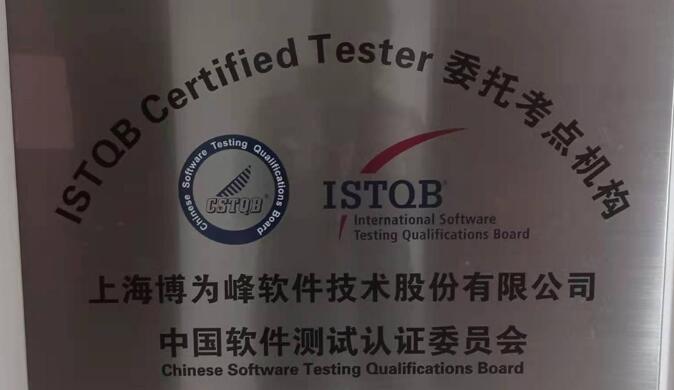 ISTQB Certified Tester 委托考点机构
Chinese Software Testing Qualifications Board
CSTQB®
ISTQB®
International Software
Testing Qualifications Board
上海博为峰软件技术股份有限公司
中国软件测试认证委员会
Chinese Software Testing Qualifications Board